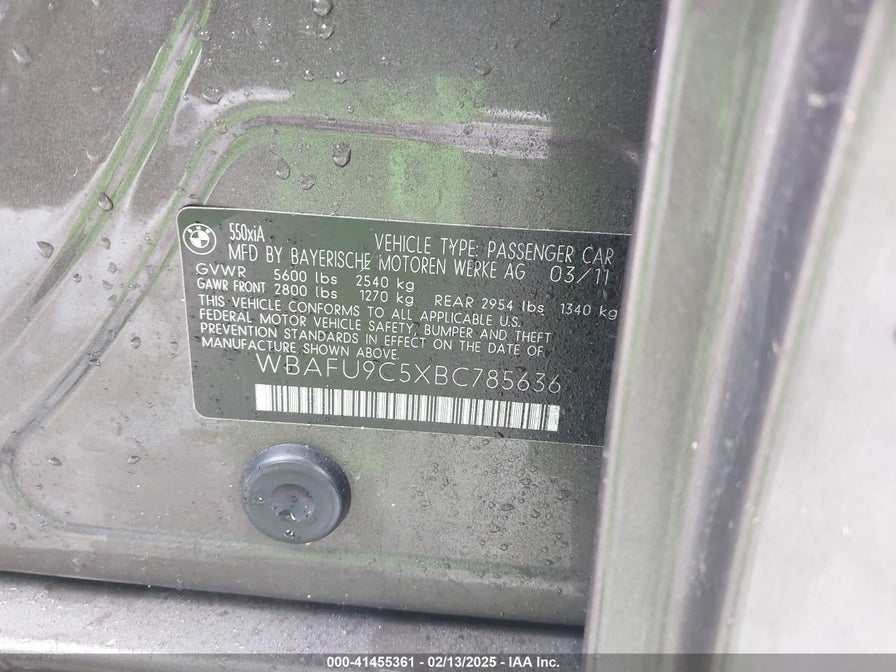 550xiA
VEHICLE TYPE: PASSENGER CAR
MFD BY BAYERISCHE MOTOREN WERKE AG 03/11
GVWR 5600 lbs 2540 kg
GAWR FRONT 2800 lbs 1270 kg REAR 2954 lbs 1340 kg
THIS VEHICLE CONFORMS TO ALL APPLICABLE U.S.
FEDERAL MOTOR VEHICLE SAFETY, BUMPER AND THEFT
PREVENTION STANDARDS IN EFFECT ON THE DATE OF
MANUFACTURE SHOWN ABOVE.
WBAFU9C5XBC785636
000-41455361 - 02/13/2025 - IAA Inc.